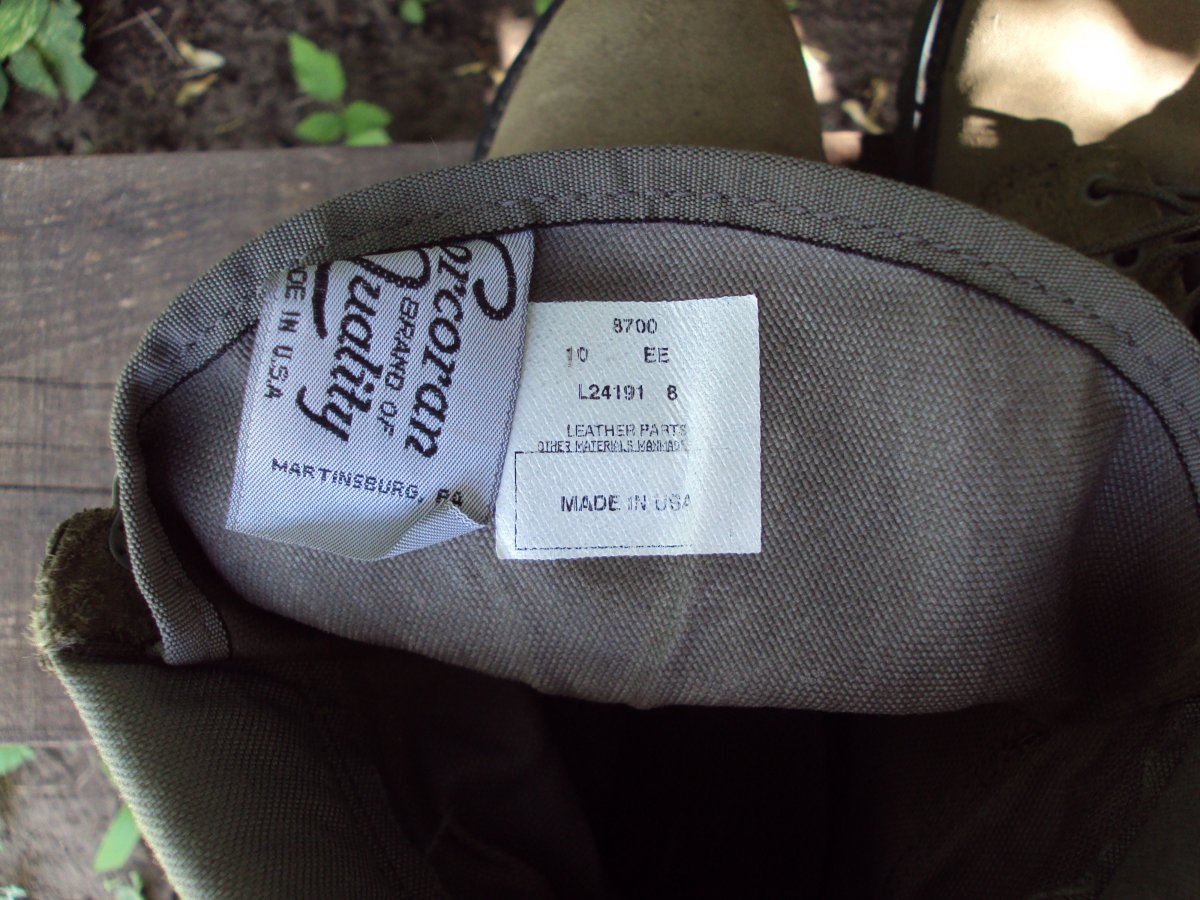 Corcoran
BRAND OF
Quality
DE IN U.S.A
MARTINSBURG, PA
8700
10 EE
L24191 8
LEATHER PARTS
OTHER MATERIALS MANMADE
MADE IN USA